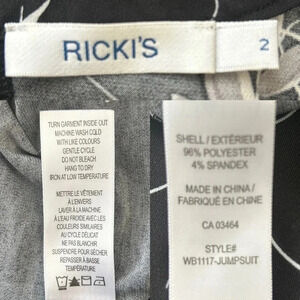 RICKI'S
2
TURN GARMENT INSIDE OUT
MACHINE WASH COLD
WITH LIKE COLOURS
GENTLE CYCLE
DO NOT BLEACH
HANG TO DRY
IRON AT LOW TEMPERATURE
METTRE LE VÊTEMENT
À L'ENVERS
LAVER À LA MACHINE
À L'EAU FROIDE AVEC LES
COULEURS SIMILAIRES
AU CYCLE DÉLICAT
NE PAS BLANCHIR
SUSPENDRE POUR SÉCHER
REPASSER À BASSE
TEMPÉRATURE
SHELL / EXTÉRIEUR
96% POLYESTER
4% SPANDEX
MADE IN CHINA /
FABRIQUÉ EN CHINE
CA 03464
STYLE#
WB1117-JUMPSUIT